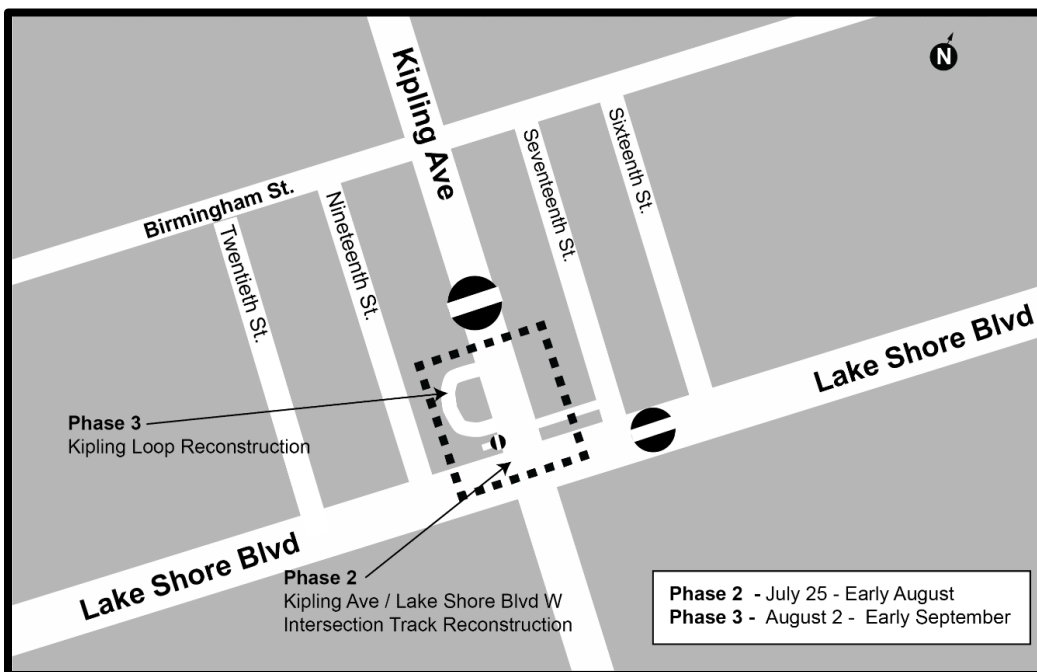 N
Kipling Ave
Sixteenth St.
Seventeenth St.
Birmingham St.
Nineteenth St.
Twentieth St.
Lake Shore Blvd
Phase 3
Kipling Loop Reconstruction
Lake Shore Blvd
Phase 2
Kipling Ave / Lake Shore Blvd W
Intersection Track Reconstruction
Phase 2 - July 25 - Early August
Phase 3 - August 2 - Early September